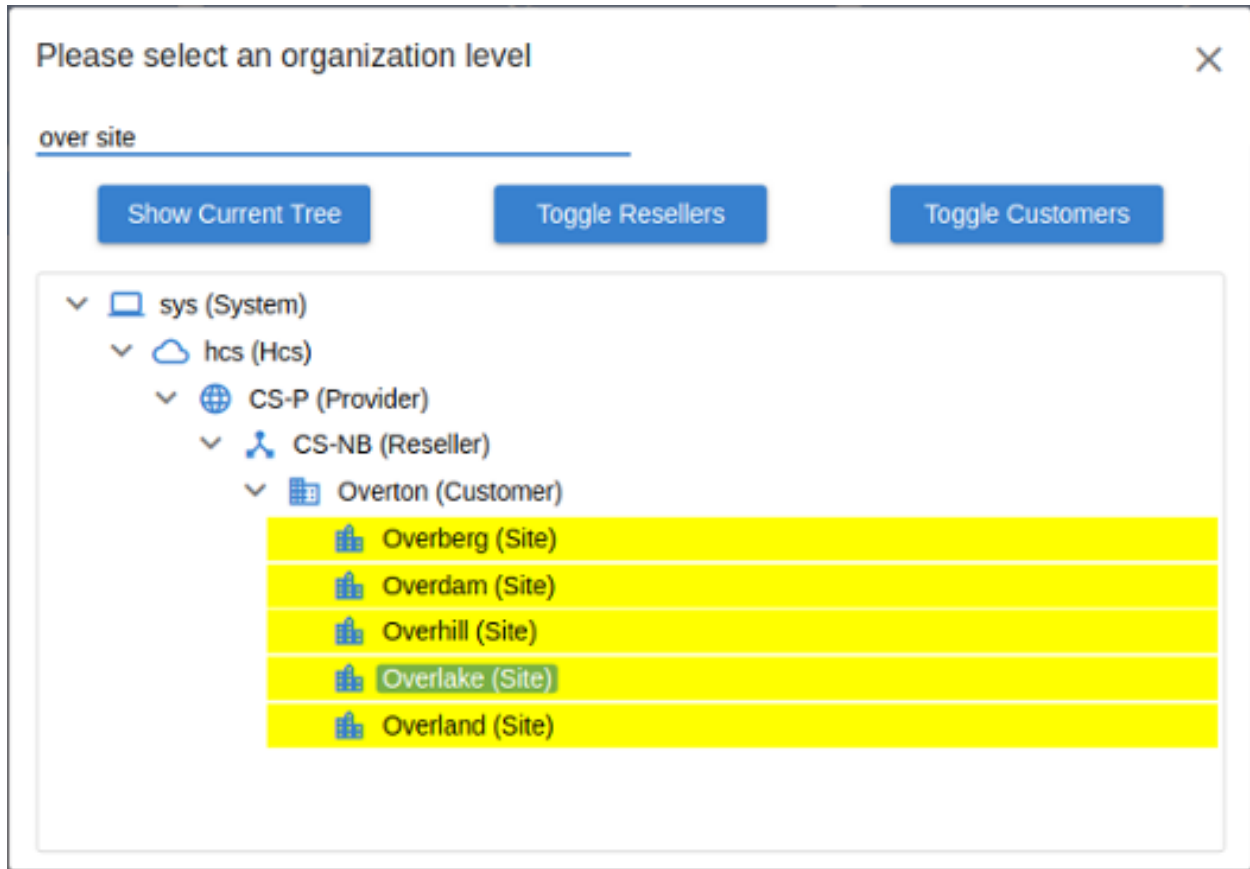 Please select an organization level
over site
Show Current Tree Toggle Resellers Toggle Customers
sys (System)
hcs (Hcs)
CS-P (Provider)
CS-NB (Reseller)
Overton (Customer)
Overberg (Site)
Overdam (Site)
Overhill (Site)
Overlake (Site)
Overland (Site)